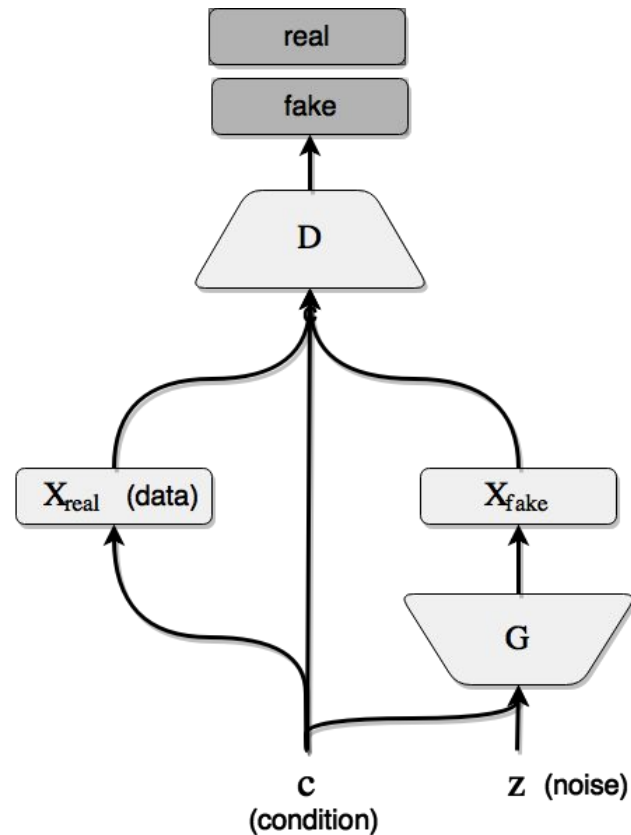 real
fake
D
X_real (data)
X_fake
G
c
(condition)
z (noise)